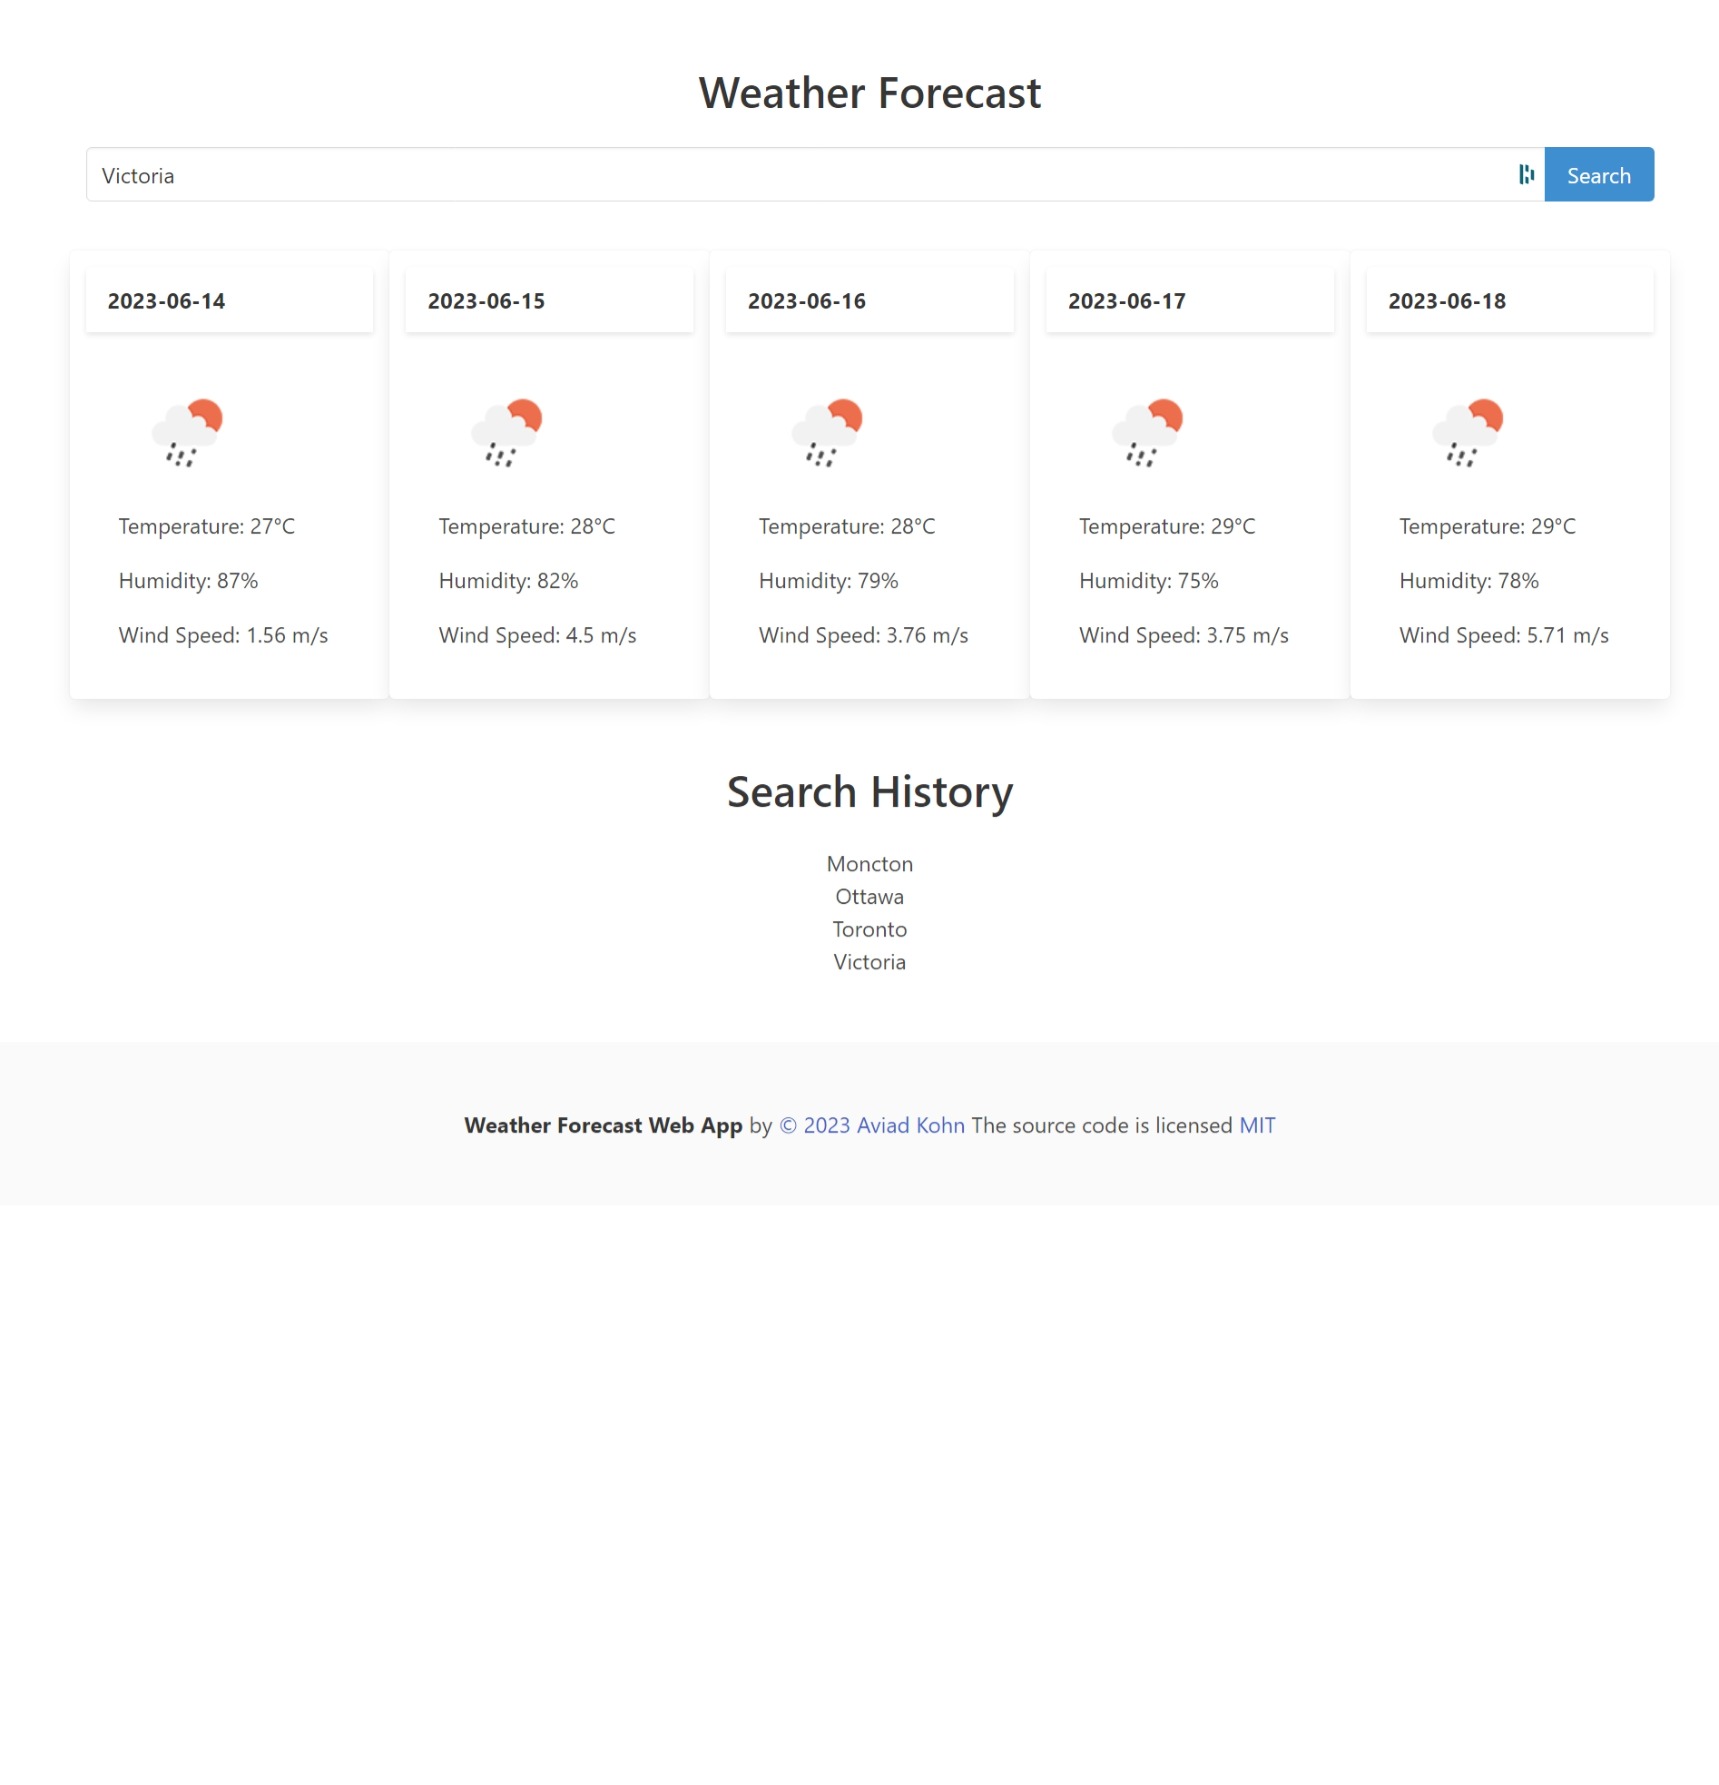 Weather Forecast
Victoria
Search
2023-06-14
Temperature: 27°C
Humidity: 87%
Wind Speed: 1.56 m/s
2023-06-15
Temperature: 28°C
Humidity: 82%
Wind Speed: 4.5 m/s
2023-06-16
Temperature: 28°C
Humidity: 79%
Wind Speed: 3.76 m/s
2023-06-17
Temperature: 29°C
Humidity: 75%
Wind Speed: 3.75 m/s
2023-06-18
Temperature: 29°C
Humidity: 78%
Wind Speed: 5.71 m/s
Search History
Moncton
Ottawa
Toronto
Victoria
Weather Forecast Web App by © 2023 Aviad Kohn The source code is licensed MIT